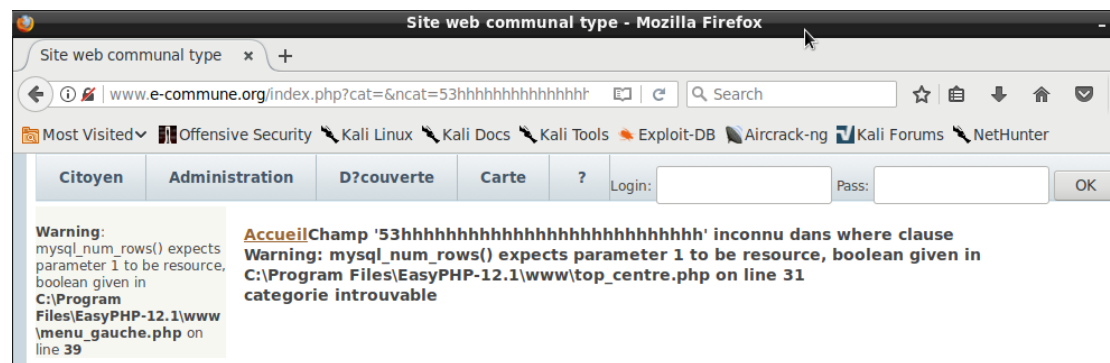 Site web communal type - Mozilla Firefox
Site web communal type × +
www.e-commune.org/index.php?cat=&ncat=53hhhhhhhhhhhhhhhh Search
Most Visited Offensive Security Kali Linux Kali Docs Kali Tools Exploit-DB Aircrack-ng Kali Forums NetHunter
Citoyen Administration D?couverte Carte ? Login: Pass: OK
Warning:
mysql_num_rows() expects
parameter 1 to be resource,
boolean given in
C:\Program
Files\EasyPHP-12.1\www
\menu_gauche.php on
line 39
AccueilChamp '53hhhhhhhhhhhhhhhhhhhhhhhhhhhh' inconnu dans where clause
Warning: mysql_num_rows() expects parameter 1 to be resource, boolean given in
C:\Program Files\EasyPHP-12.1\www\top_centre.php on line 31
categorie introuvable